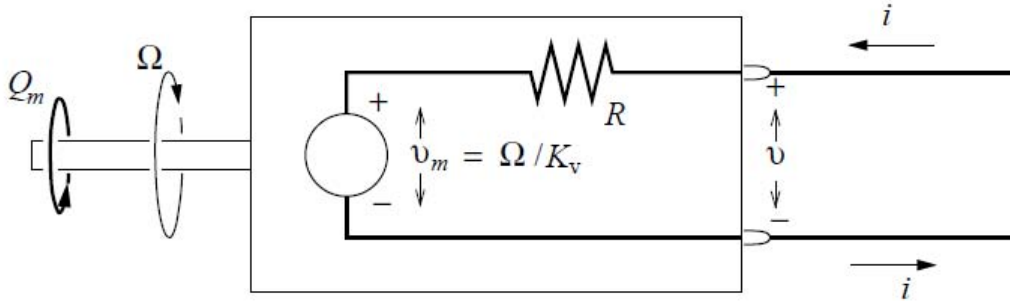 i
Ω
Q_m
+
R
+
υ_m = Ω / K_v
υ
−
−
i